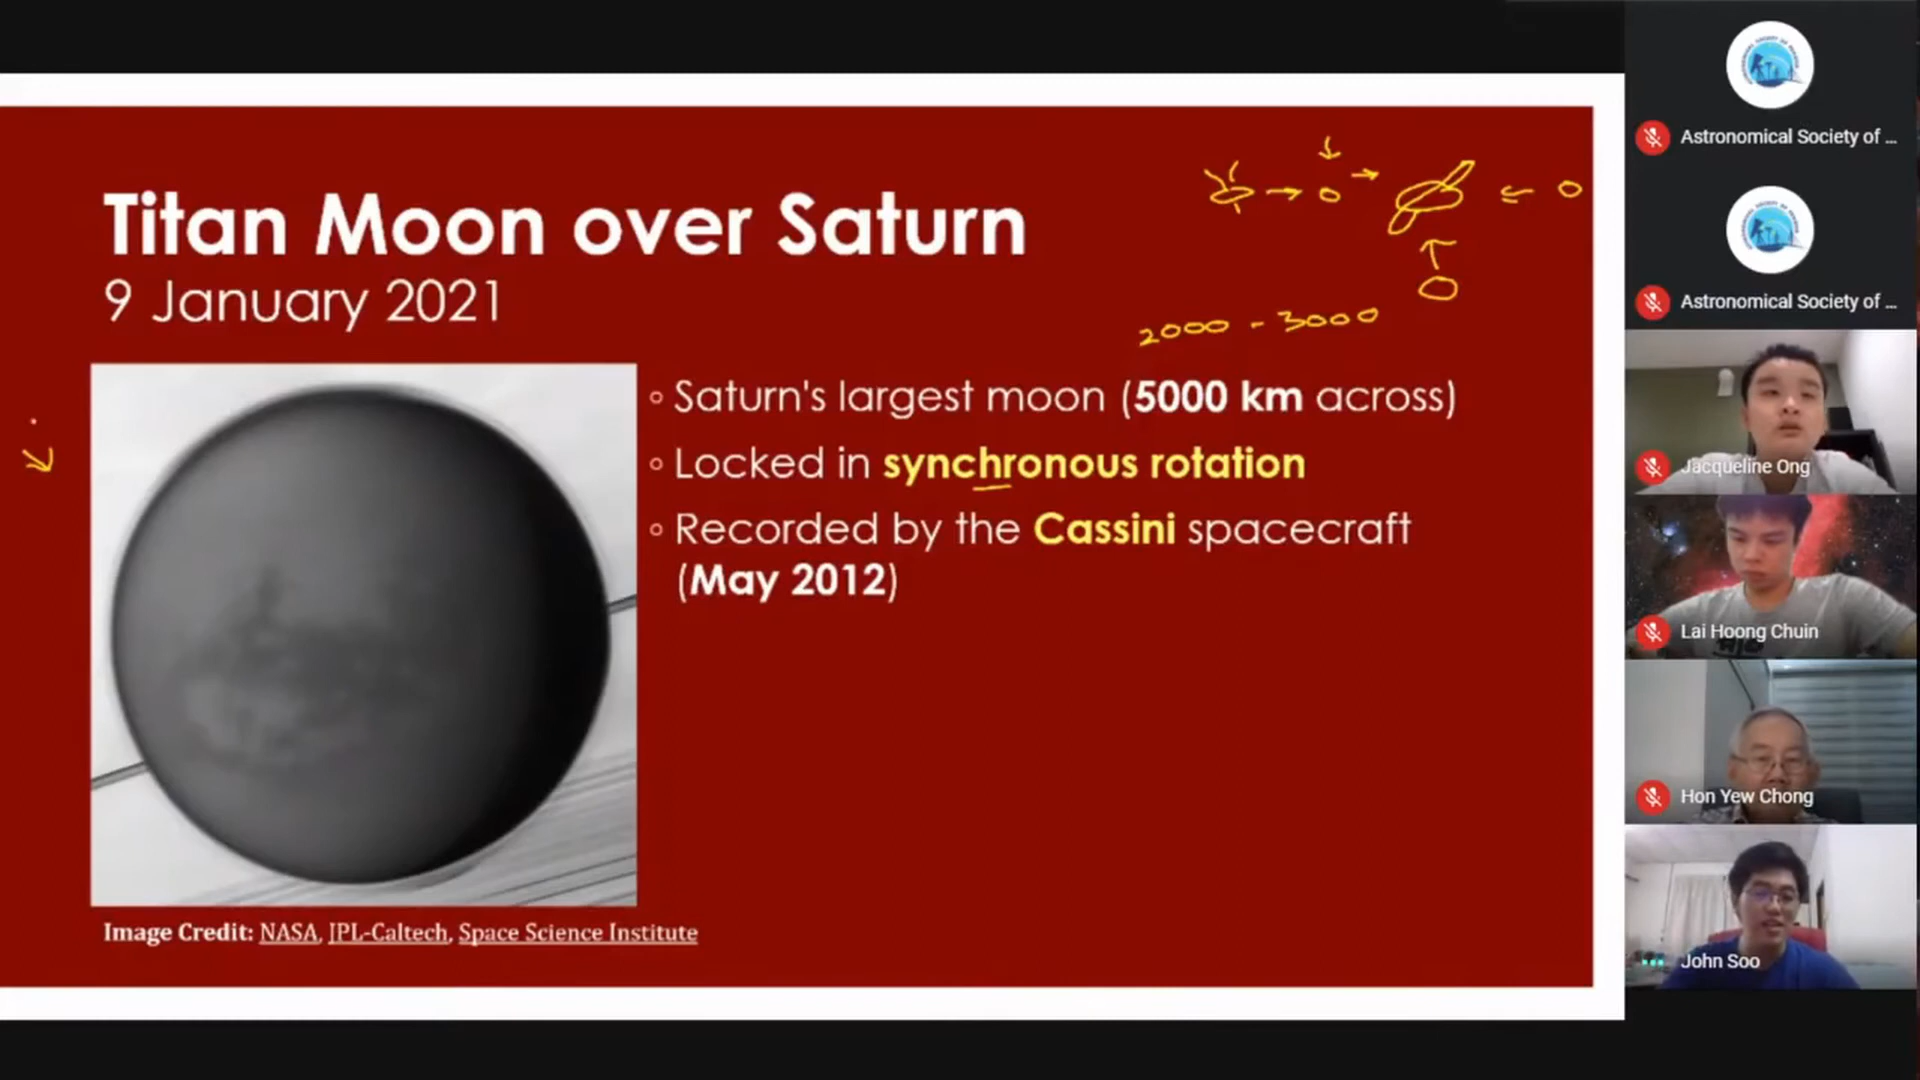 Titan Moon over Saturn
9 January 2021
2000 - 3000
◦ Saturn's largest moon (5000 km across)
◦ Locked in synchronous rotation
◦ Recorded by the Cassini spacecraft
(May 2012)
Image Credit: NASA, JPL-Caltech, Space Science Institute
Astronomical Society of ...
Astronomical Society of ...
Jacqueline Ong
Lai Hoong Chuin
Hon Yew Chong
John Soo